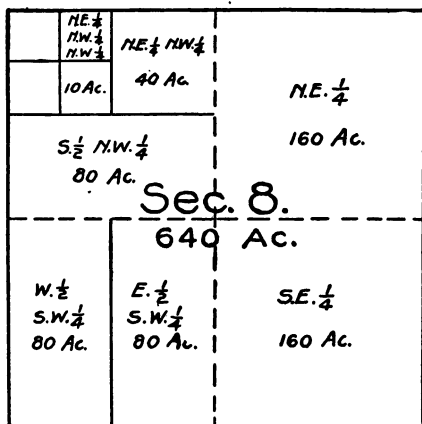 N.E.¼
N.W.¼
N.W.¼
10 Ac.
N.E.¼ N.W.¼
40 Ac.
N.E.¼
160 Ac.
S.½ N.W.¼
80 Ac.
Sec. 8.
640 Ac.
W.½
S.W.¼
80 Ac.
E.½
S.W.¼
80 Ac.
S.E.¼
160 Ac.